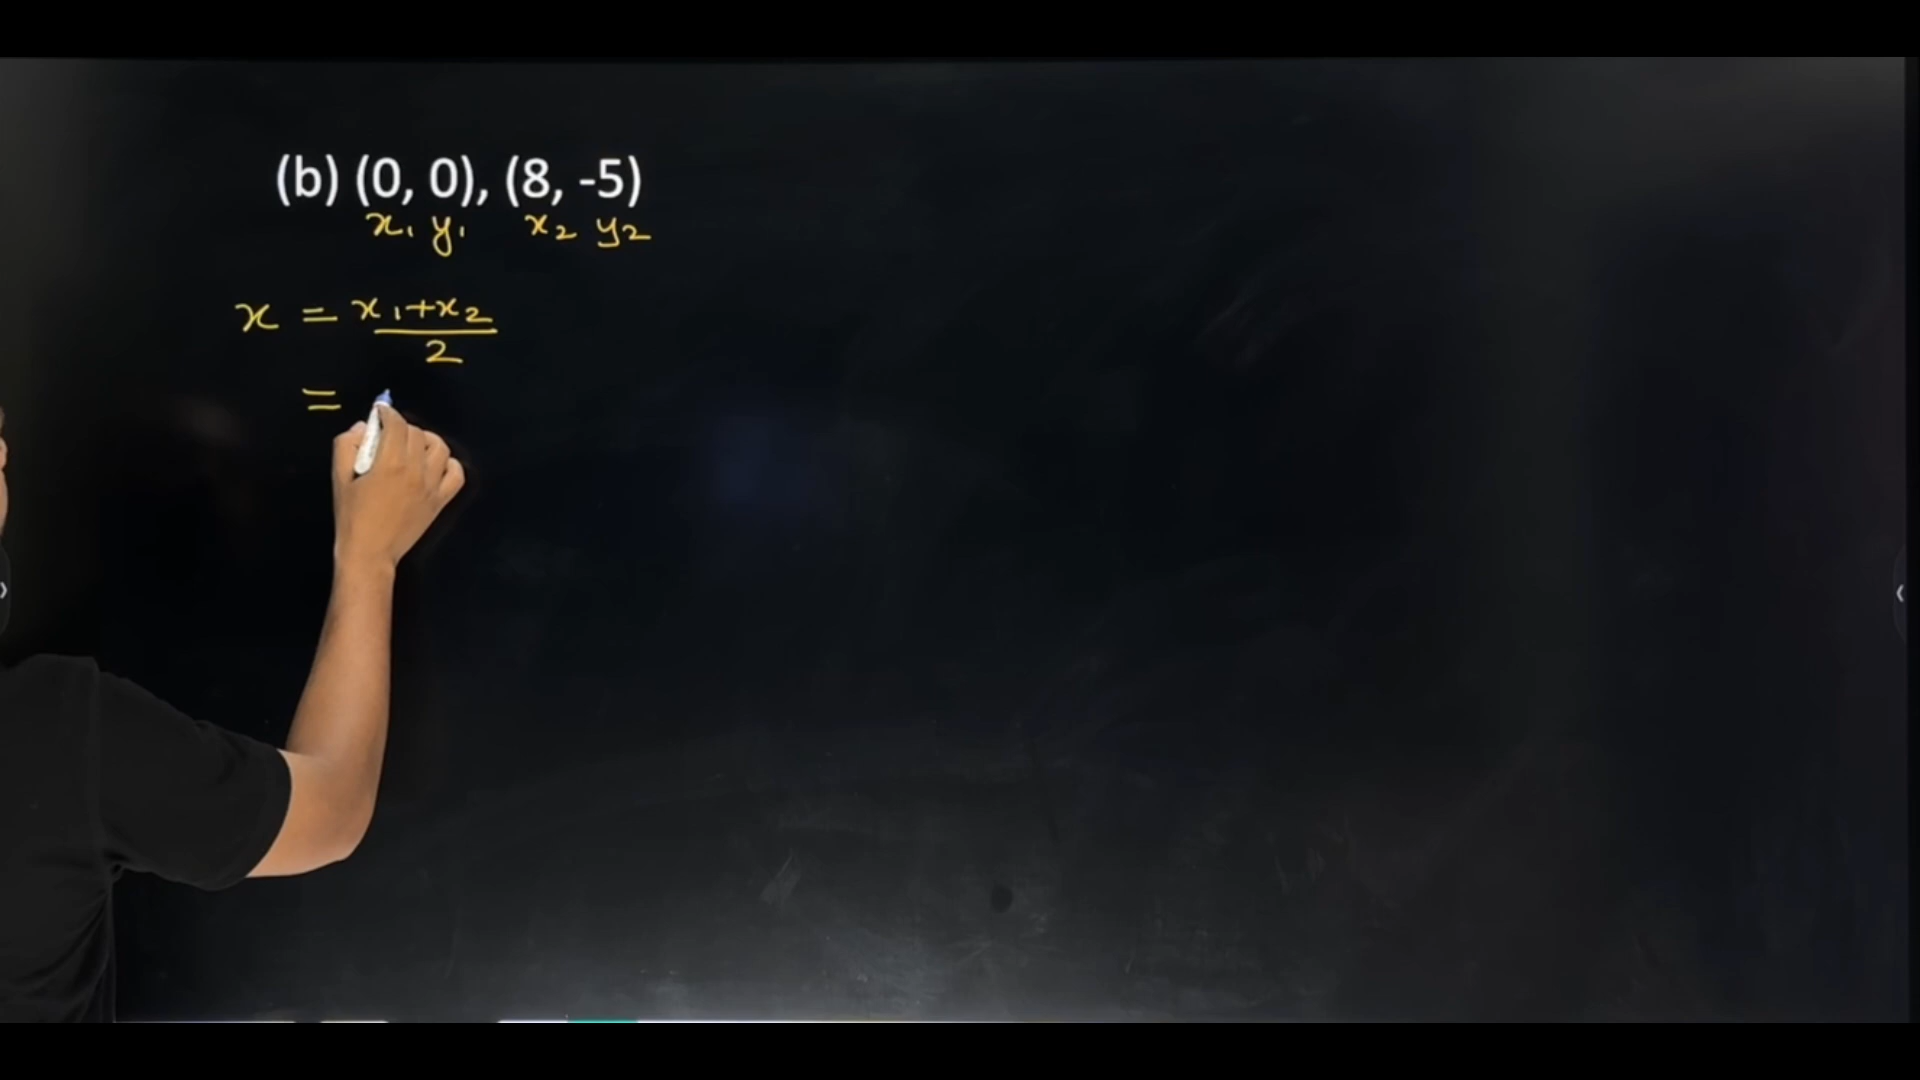 (b) (0, 0), (8, -5)
x₁ y₁ x₂ y₂
x = x₁+x₂
2
=